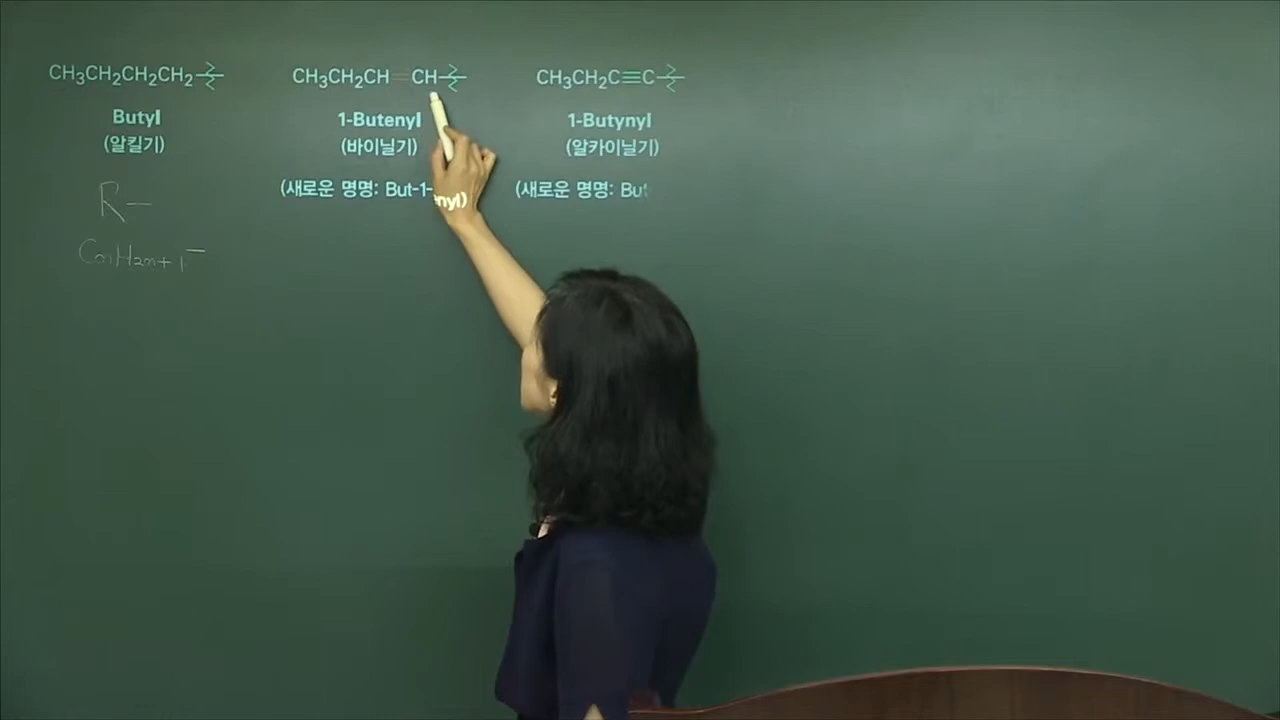 CH₃CH₂CH₂CH₂
Butyl
(알킬기)
R—
CnH2n+1—
CH₃CH₂CH=CH
1-Butenyl
(바이닐기)
(새로운 명명: But-1-enyl)
CH₃CH₂C≡C
1-Butynyl
(알카이닐기)
(새로운 명명: But